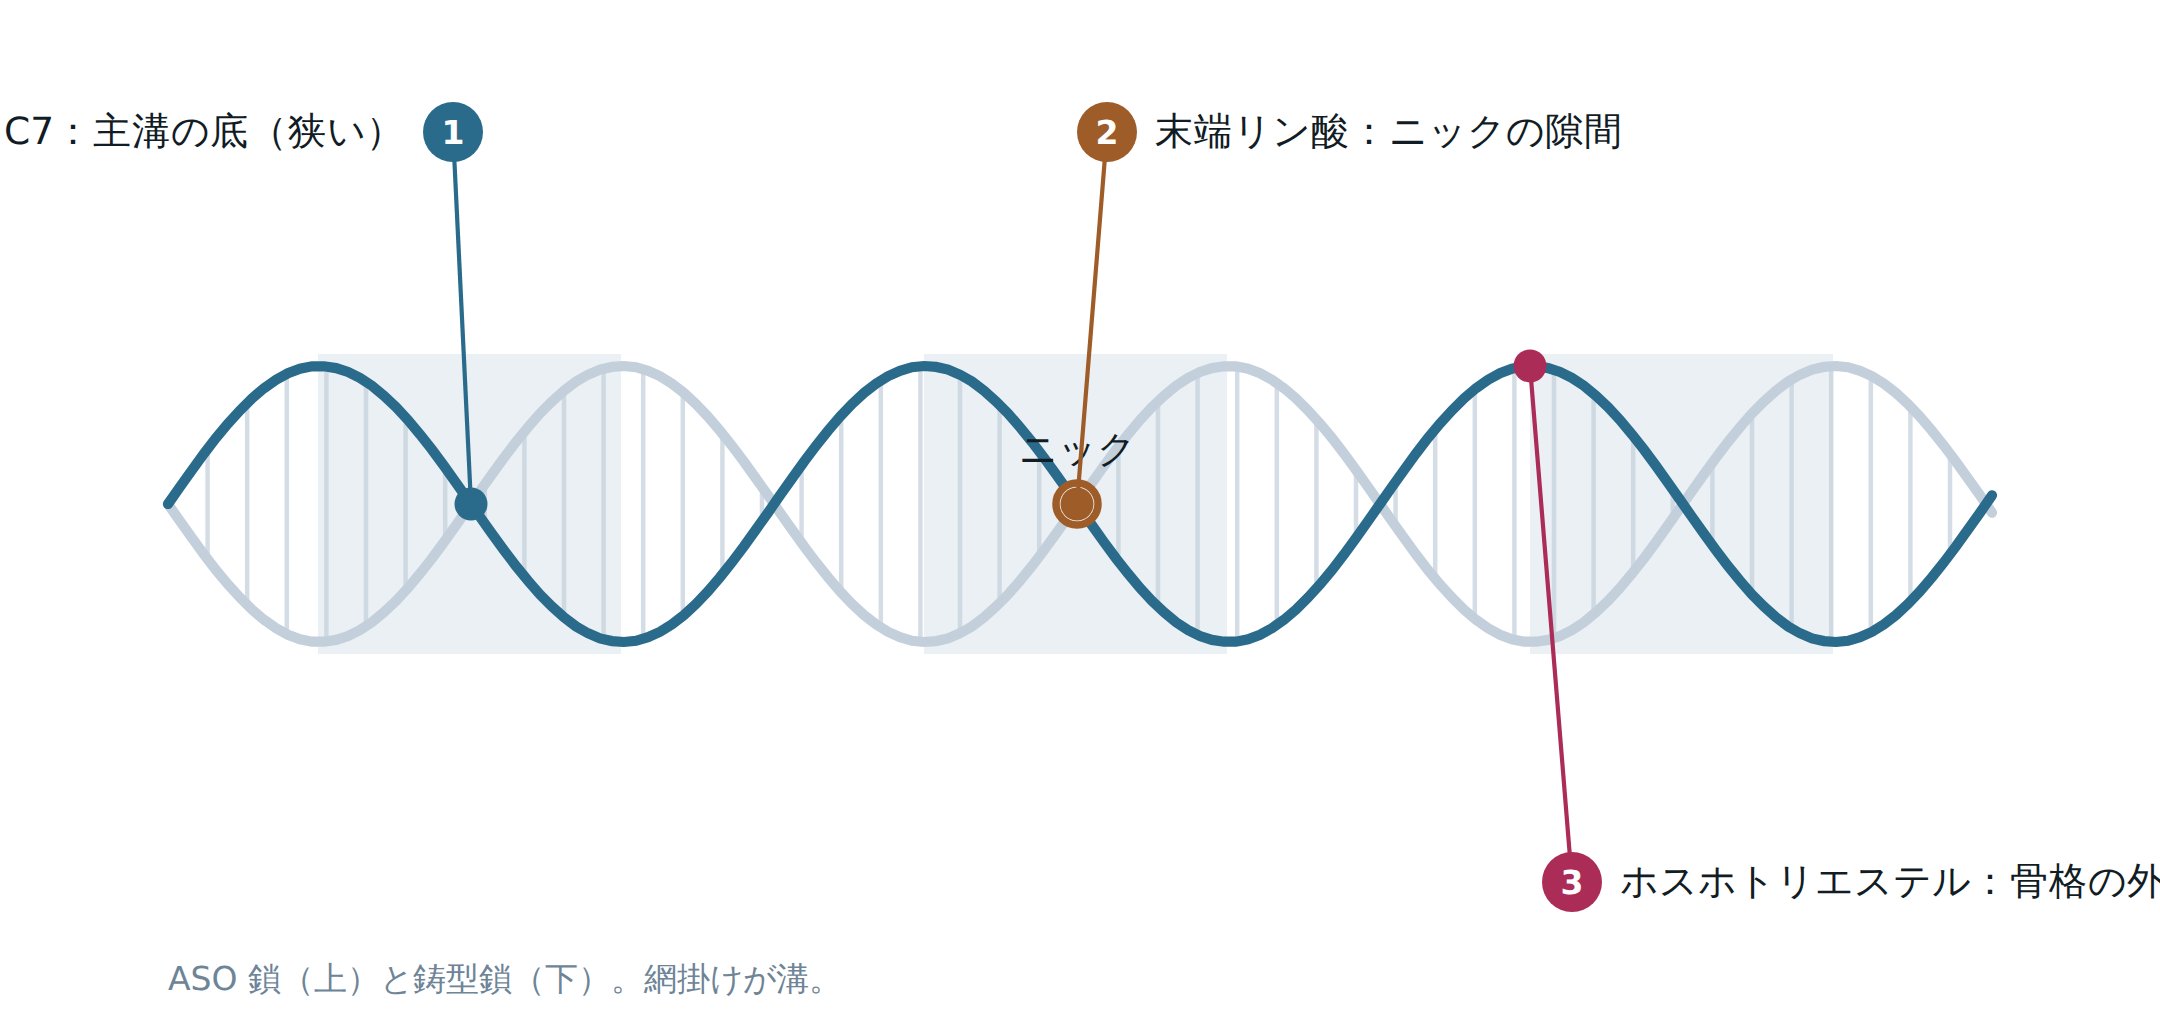 C7：主溝の底（狭い）
1
2
末端リン酸：ニックの隙間
ニック
3
ホスホトリエステル：骨格の外
ASO 鎖（上）と鋳型鎖（下）。網掛けが溝。